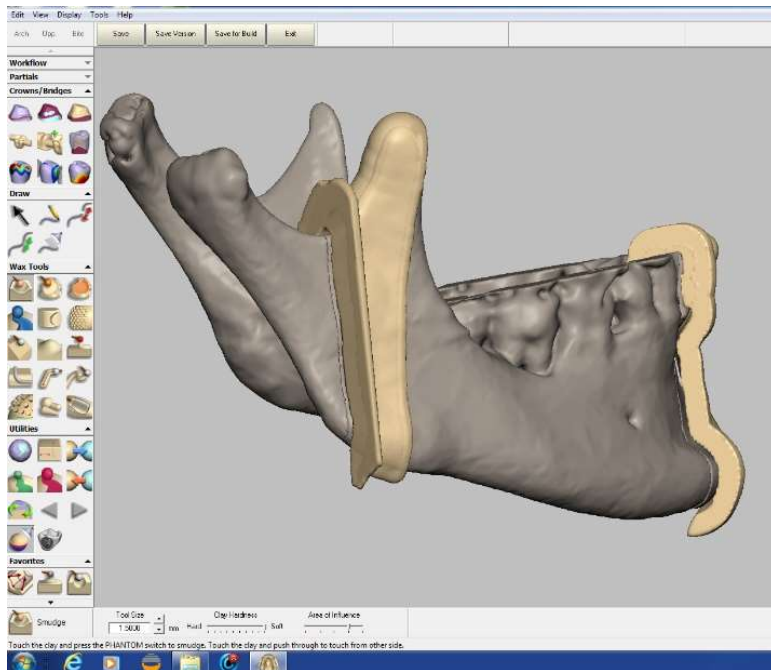 Edit View Display Tools Help
Arch Opp. Bite Save Save Version Save for Build Exit
Workflow
Partials
Crowns/Bridges
Draw
Wax Tools
Utilities
Favorites
Smudge
Tool Size
1.5000 mm
Clay Hardness
Hard Soft
Area of Influence
Touch the clay and press the PHANTOM switch to smudge. Touch the clay and push through to touch from other side.